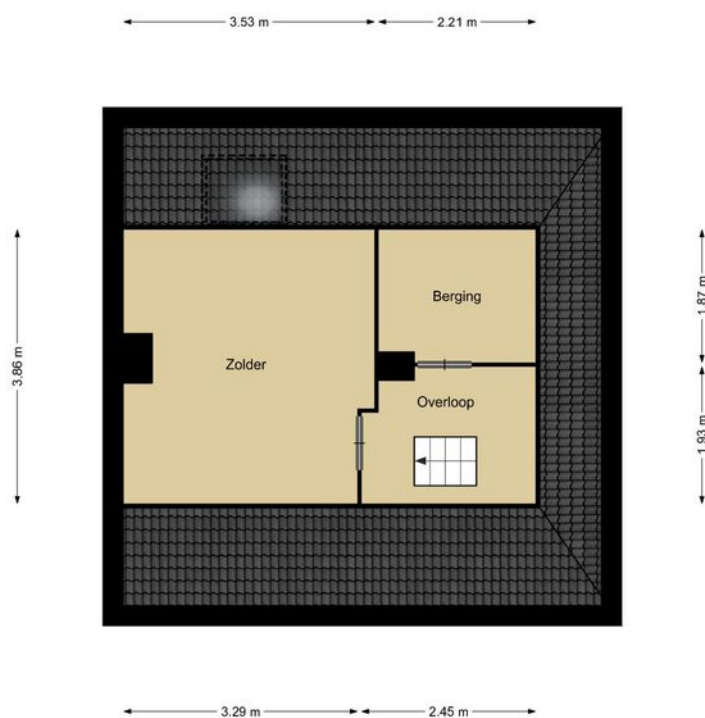 3.53 m
2.21 m
3.86 m
Zolder
Berging
Overloop
1.87 m
1.93 m
3.29 m
2.45 m